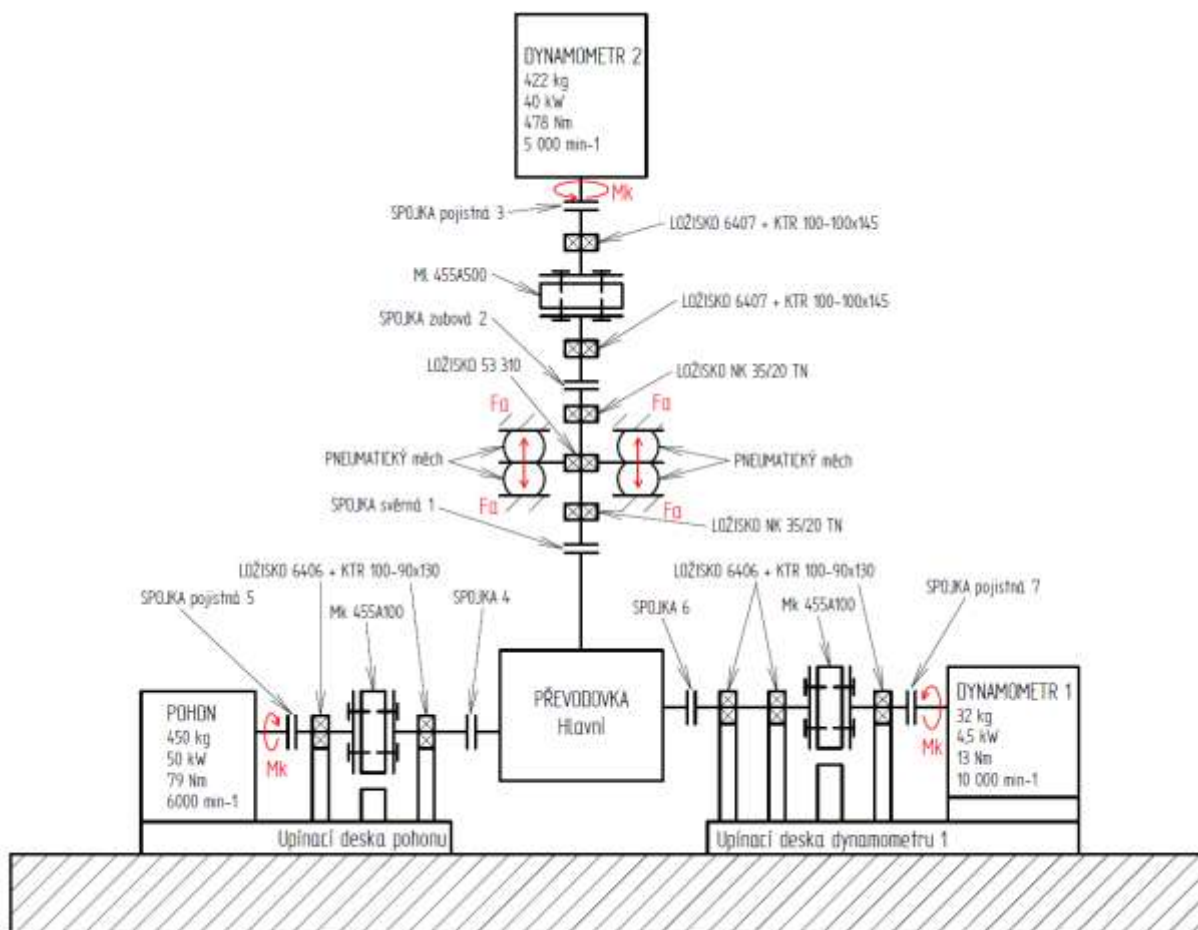 DYNAMOMETR 2
422 kg
40 kW
478 Nm
5 000 min-1
Mk
SPOJKA pojistná 3
LOŽISKO 6407 + KTR 100-100x145
Mk 455A500
LOŽISKO 6407 + KTR 100-100x145
SPOJKA zubová 2
LOŽISKO 53 310
LOŽISKO NK 35/20 TN
Fa
Fa
PNEUMATICKÝ měch
PNEUMATICKÝ měch
Fa
Fa
SPOJKA svěrná 1
LOŽISKO NK 35/20 TN
LOŽISKO 6406 + KTR 100-90x130
LOŽISKO 6406 + KTR 100-90x130
SPOJKA pojistná 5
Mk 455A100
SPOJKA 4
SPOJKA 6
Mk 455A100
SPOJKA pojistná 7
POHON
450 kg
50 kW
79 Nm
6000 min-1
Mk
PŘEVODOVKA
Hlavní
Mk
DYNAMOMETR 1
32 kg
4,5 kW
13 Nm
10 000 min-1
Upínací deska pohonu
Upínací deska dynamometru 1